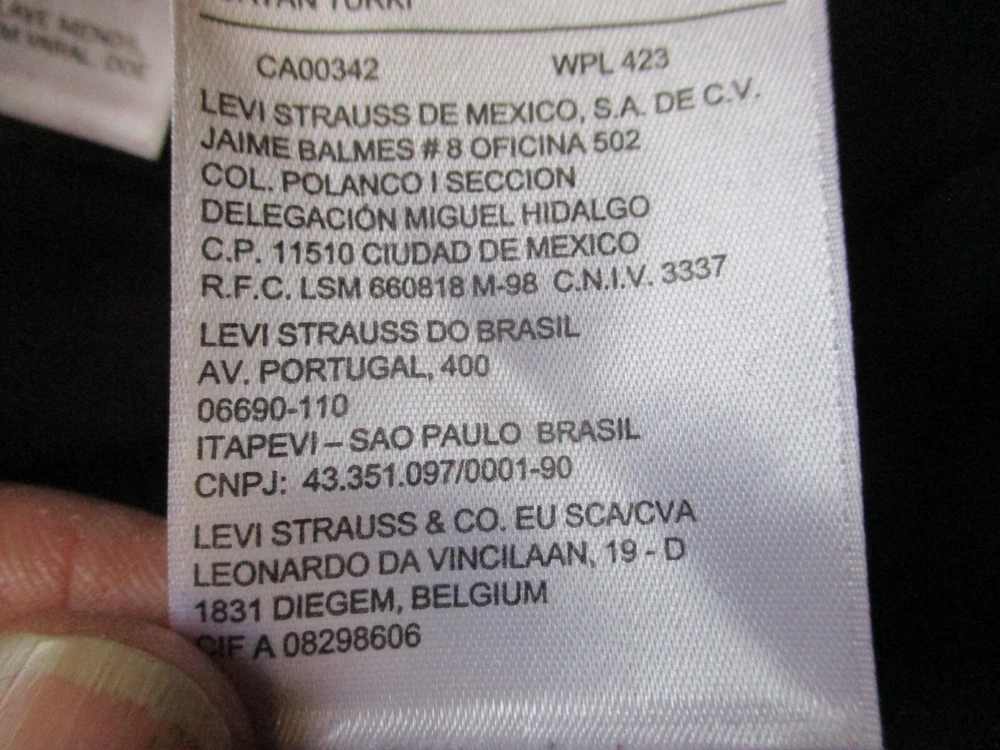 LAVE MENOS,
CA00342 WPL 423
LEVI STRAUSS DE MEXICO, S.A. DE C.V.
JAIME BALMES # 8 OFICINA 502
COL. POLANCO I SECCION
DELEGACIÓN MIGUEL HIDALGO
C.P. 11510 CIUDAD DE MEXICO
R.F.C. LSM 660818 M-98 C.N.I.V. 3337
LEVI STRAUSS DO BRASIL
AV. PORTUGAL, 400
06690-110
ITAPEVI – SAO PAULO BRASIL
CNPJ: 43.351.097/0001-90
LEVI STRAUSS & CO. EU SCA/CVA
LEONARDO DA VINCILAAN, 19 - D
1831 DIEGEM, BELGIUM
CIF A 08298606